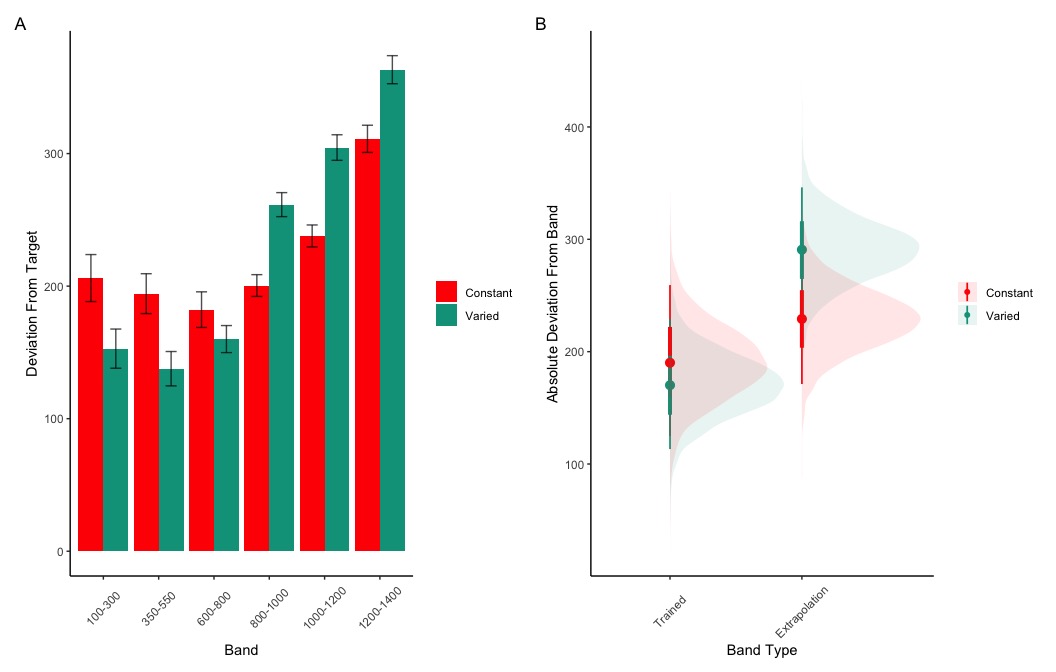 A
Deviation From Target
300
200
100
0
100-300
350-550
600-800
800-1000
1000-1200
1200-1400
Band
Constant
Varied
B
Absolute Deviation From Band
400
300
200
100
Trained
Extrapolation
Band Type
Constant
Varied